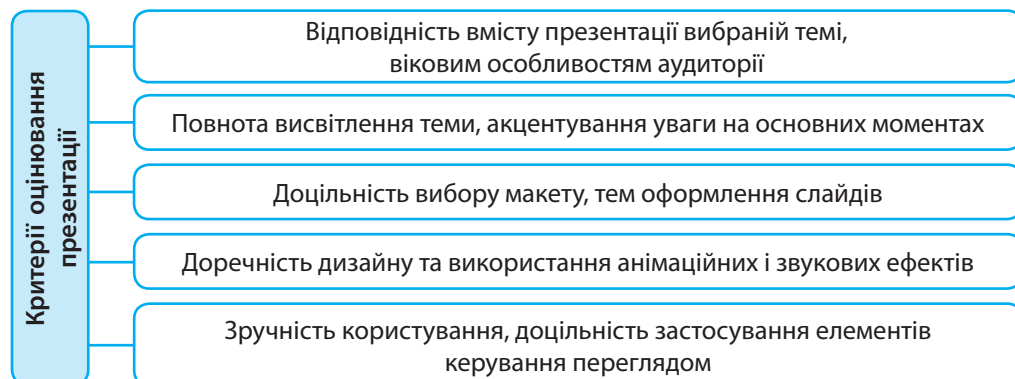 Критерії оцінювання
презентації
Відповідність вмісту презентації вибраній темі,
віковим особливостям аудиторії
Повнота висвітлення теми, акцентування уваги на основних моментах
Доцільність вибору макету, тем оформлення слайдів
Доречність дизайну та використання анімаційних і звукових ефектів
Зручність користування, доцільність застосування елементів
керування переглядом